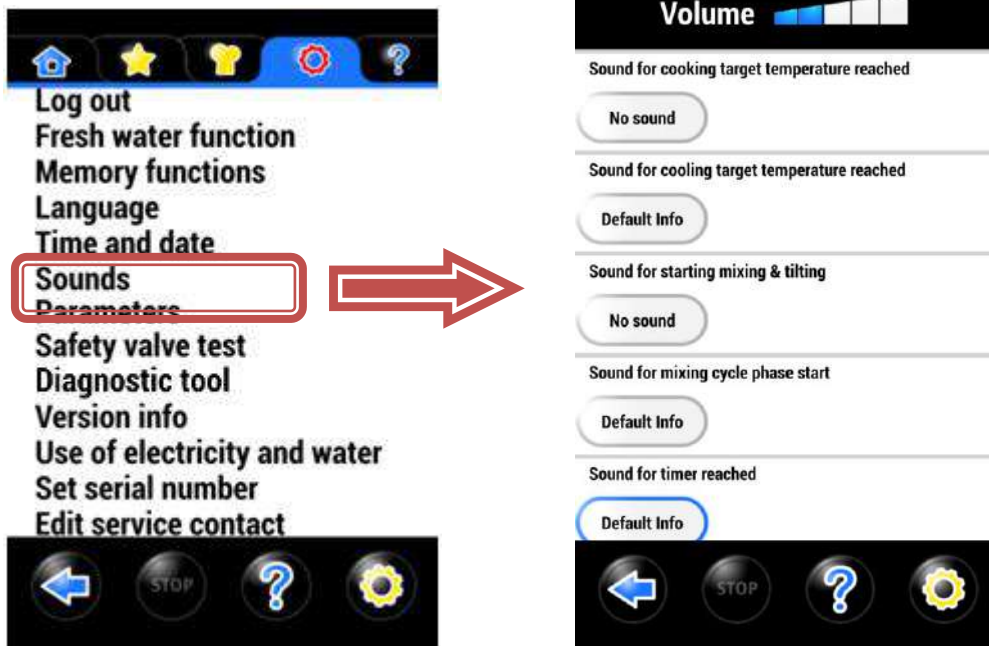 Log out
Fresh water function
Memory functions
Language
Time and date
Sounds
Parameters
Safety valve test
Diagnostic tool
Version info
Use of electricity and water
Set serial number
Edit service contact
STOP
Volume
Sound for cooking target temperature reached
No sound
Sound for cooling target temperature reached
Default Info
Sound for starting mixing & tilting
No sound
Sound for mixing cycle phase start
Default Info
Sound for timer reached
Default Info
STOP